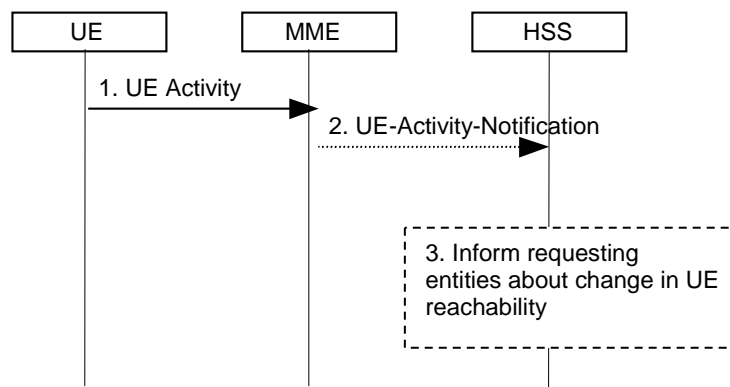 UE
MME
HSS
1. UE Activity
2. UE-Activity-Notification
3. Inform requesting
entities about change in UE
reachability